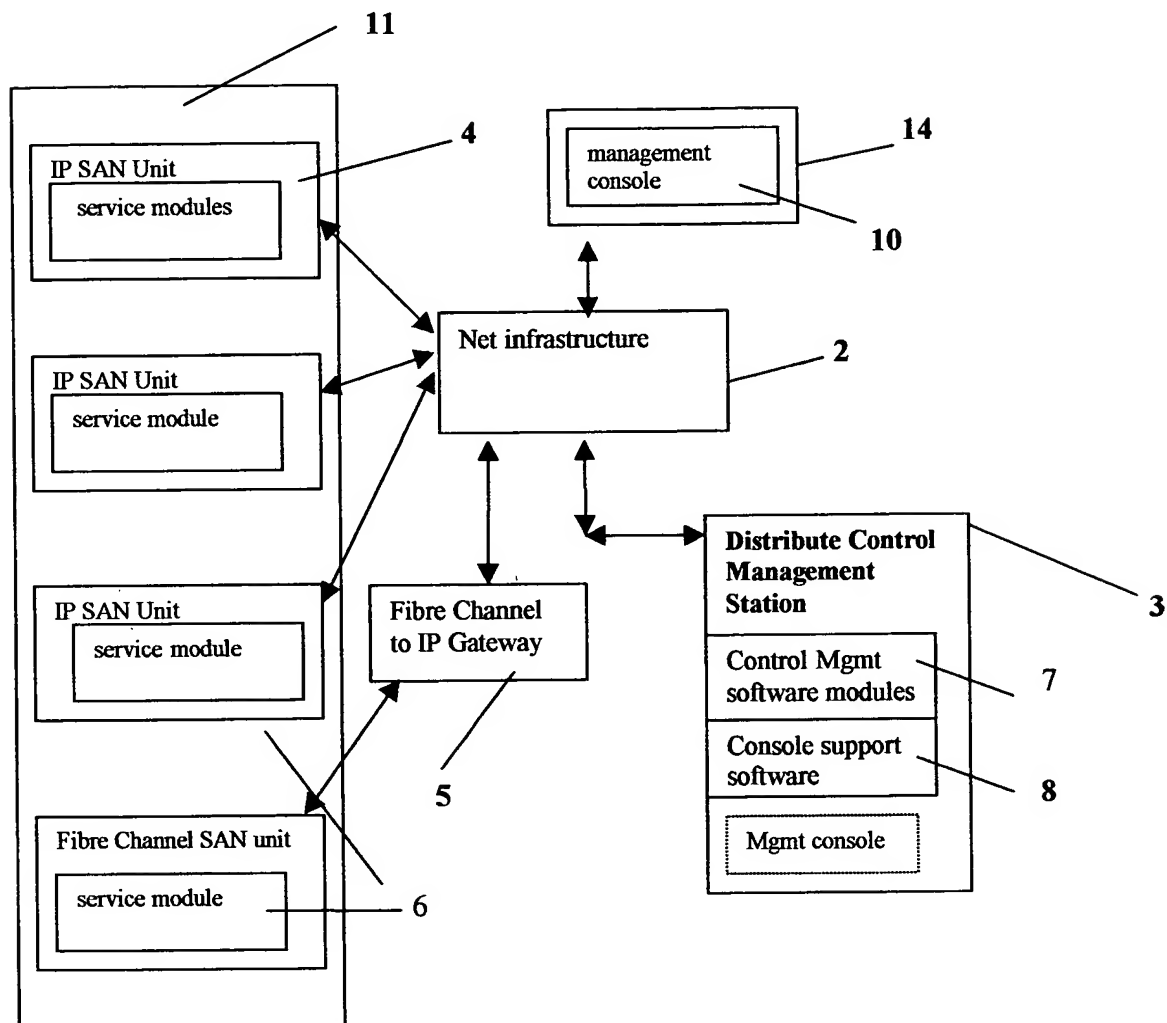 11
4
IP SAN Unit
service modules
management
console
14
10
Net infrastructure
2
IP SAN Unit
service module
Distribute Control
Management
Station
3
IP SAN Unit
service module
Fibre Channel
to IP Gateway
Control Mgmt
software modules
7
5
Console support
software
8
Fibre Channel SAN unit
service module
Mgmt console
6